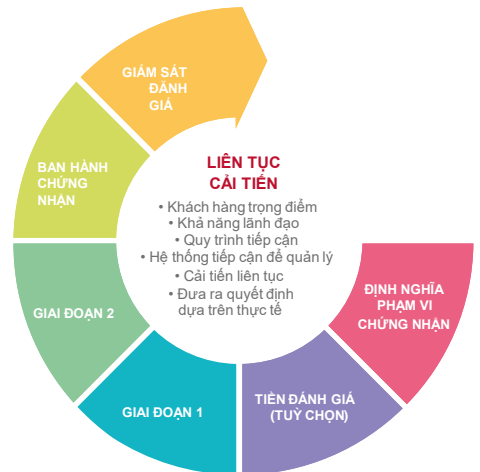 GIÁM SÁT
ĐĂNH
GIÁ
BAN HÀNH
CHỨNG
NHẬN
LIÊN TỤC
CẢI TIẾN
• Khách hàng trọng điểm
• Khả năng lãnh đạo
• Quy trình tiếp cận
• Hệ thống tiếp cận để quản lý
• Cải tiến liên tục
• Đưa ra quyết định
dựa trên thực tế
ĐỊNH NGHĨA
PHẠM VI
CHỨNG NHẬN
GIAI ĐOẠN 2
TIỀN ĐÁNH GIÁ
(TUỲ CHỌN)
GIAI ĐOẠN 1